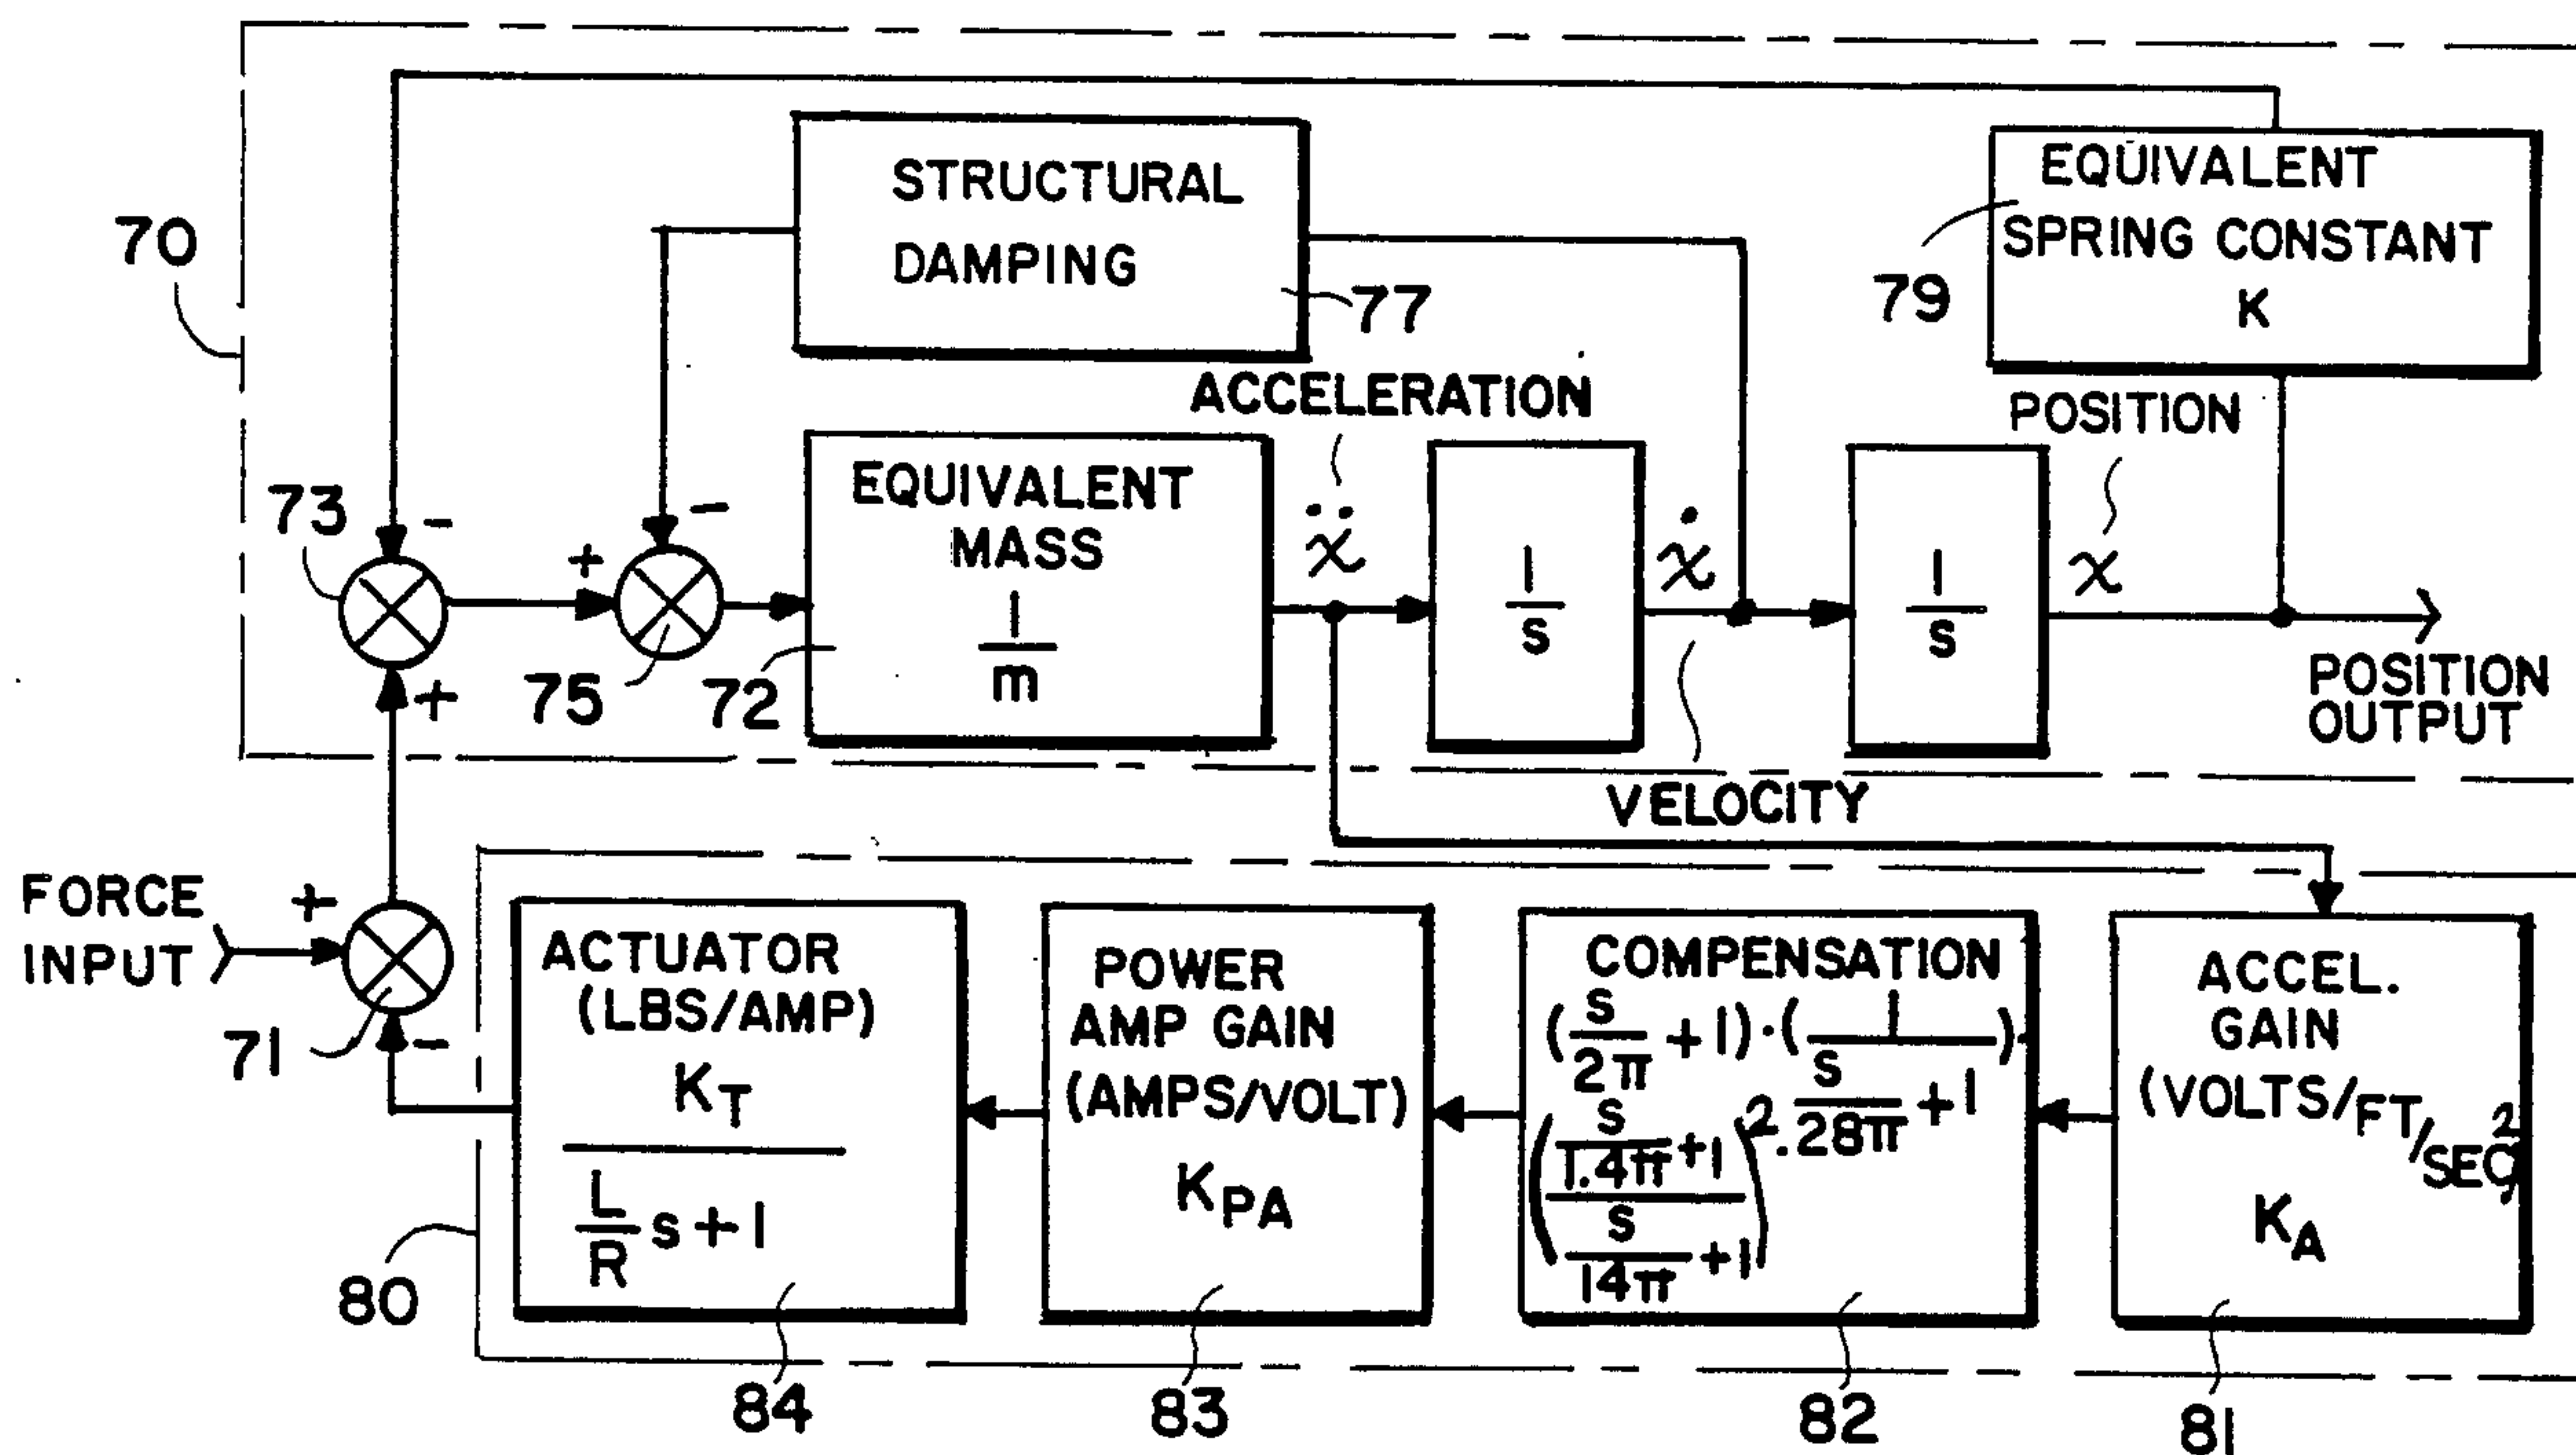 STRUCTURAL
DAMPING
77
EQUIVALENT
SPRING CONSTANT
K
79
70
ACCELERATION
ẍ
POSITION
x
73
-
+
+
-
75
EQUIVALENT
MASS
1/m
72
1/s
ẋ
VELOCITY
1/s
POSITION
OUTPUT
FORCE
INPUT
+
-
71
80
ACTUATOR
(LBS/AMP)
K_T
L/R s+1
84
POWER
AMP GAIN
(AMPS/VOLT)
K_PA
83
COMPENSATION
(s/2π +1)·(1/(s/.28π +1))·
((s/1.4π +1)/(s/14π +1))²
82
ACCEL.
GAIN
(VOLTS/FT/SEC²)
K_A
81